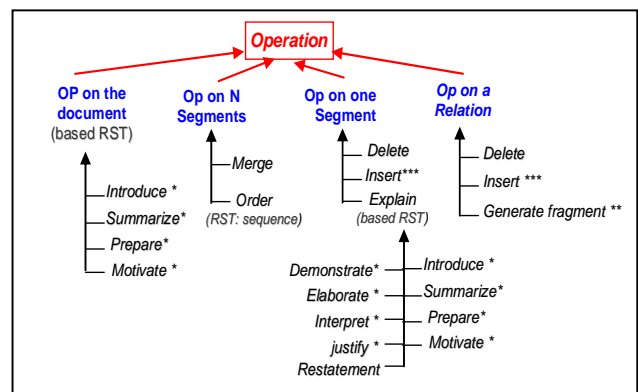 Operation
OP on the
document
(based RST)
Op on N
Segments
Op on one
Segment
Op on a
Relation
Introduce *
Summarize*
Prepare*
Motivate *
Merge
Order
(RST: sequence)
Delete
Insert***
Explain
(based RST)
Delete
Insert ***
Generate fragment **
Demonstrate*
Elaborate *
Interpret *
justify *
Restatement
Introduce *
Summarize*
Prepare*
Motivate *